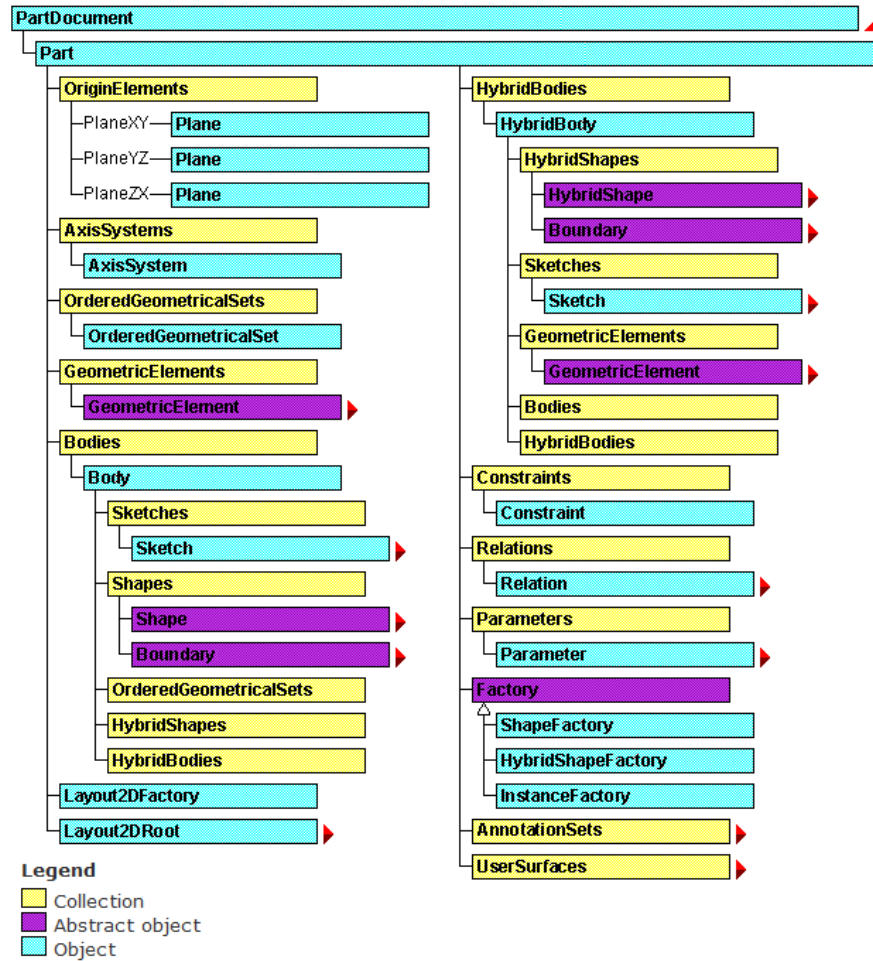 PartDocument
Part
OriginElements
PlaneXY Plane
PlaneYZ Plane
PlaneZX Plane
AxisSystems
AxisSystem
OrderedGeometricalSets
OrderedGeometricalSet
GeometricElements
GeometricElement
Bodies
Body
Sketches
Sketch
Shapes
Shape
Boundary
OrderedGeometricalSets
HybridShapes
HybridBodies
Layout2DFactory
Layout2DRoot
HybridBodies
HybridBody
HybridShapes
HybridShape
Boundary
Sketches
Sketch
GeometricElements
GeometricElement
Bodies
HybridBodies
Constraints
Constraint
Relations
Relation
Parameters
Parameter
Factory
ShapeFactory
HybridShapeFactory
InstanceFactory
AnnotationSets
UserSurfaces
Legend
Collection
Abstract object
Object